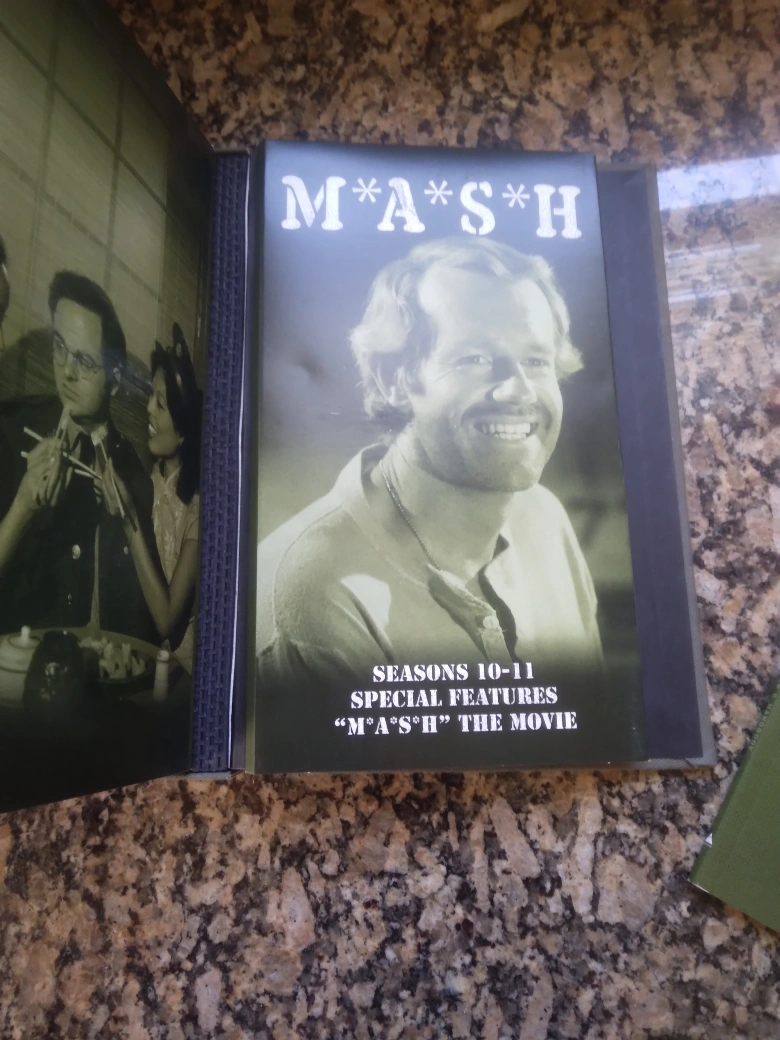 M*A*S*H
SEASONS 10-11
SPECIAL FEATURES
“M*A*S*H” THE MOVIE